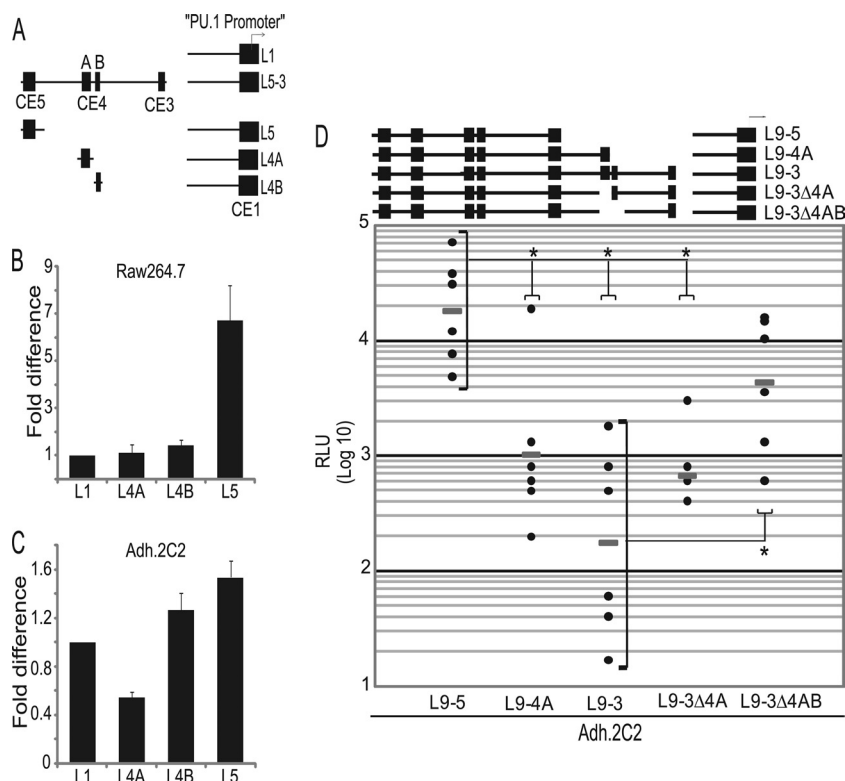 A
"PU.1 Promoter"
L1
A B
L5-3
CE5 CE4 CE3
L5
L4A
L4B
CE1
B
Raw264.7
Fold difference
9
7
5
3
1
L1 L4A L4B L5
C
Adh.2C2
Fold difference
1.6
1.2
0.8
0.4
0
L1 L4A L4B L5
D
L9-5
L9-4A
L9-3
L9-3Δ4A
L9-3Δ4AB
5
* * *
4
RLU
(Log 10)
3
*
2
1
L9-5 L9-4A L9-3 L9-3Δ4A L9-3Δ4AB
Adh.2C2